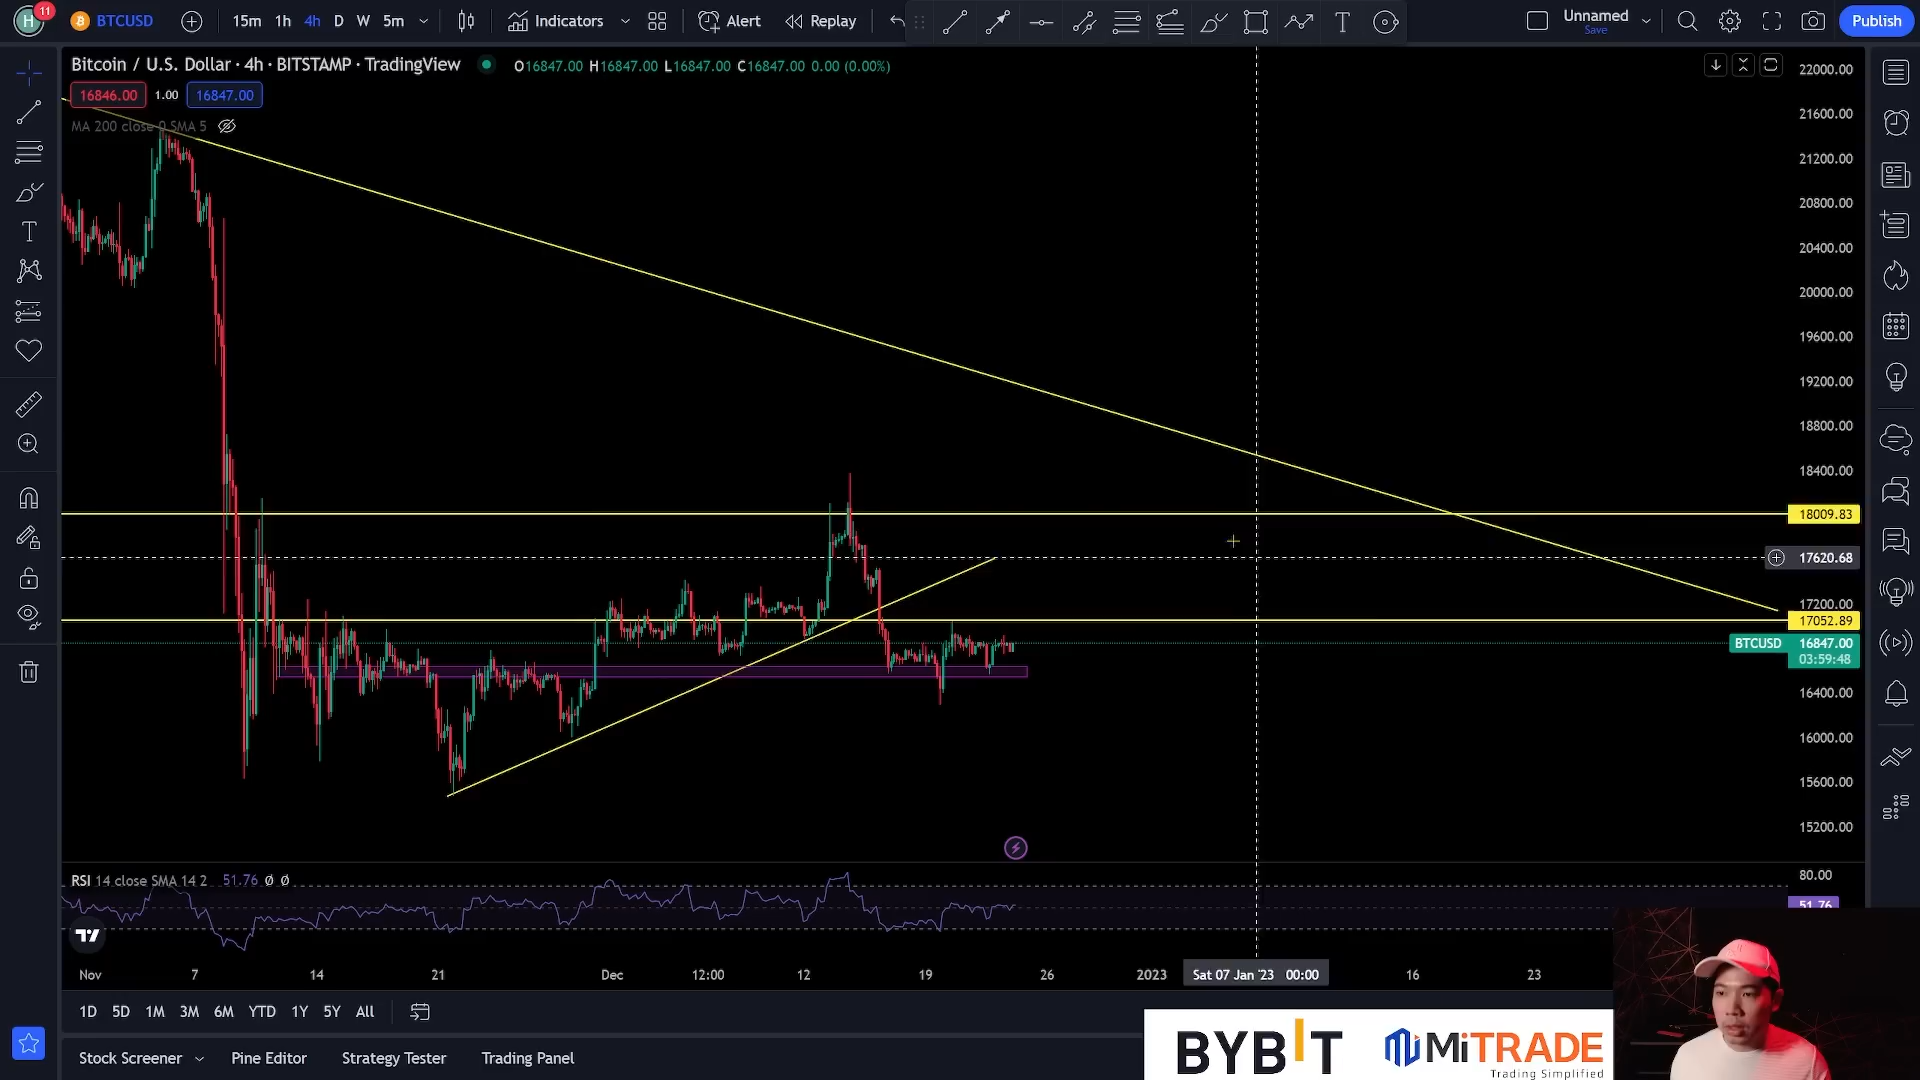 H 11 BTCUSD 15m 1h 4h D W 5m Indicators Alert Replay Unnamed Save Publish
Bitcoin / U.S. Dollar · 4h · BITSTAMP · TradingView O16847.00 H16847.00 L16847.00 C16847.00 0.00 (0.00%)
16846.00 1.00 16847.00
MA 200 close 0 SMA 5
22000.00
21600.00
21200.00
20800.00
20400.00
20000.00
19600.00
19200.00
18800.00
18400.00
18009.83
17620.68
17200.00
17052.89
BTCUSD 16847.00
03:59:48
16400.00
16000.00
15600.00
15200.00
RSI 14 close SMA 14 2 51.76 Ø Ø
80.00
51.76
Nov 7 14 21 Dec 12:00 12 19 26 2023 Sat 07 Jan '23 00:00 16 23
1D 5D 1M 3M 6M YTD 1Y 5Y All
Stock Screener Pine Editor Strategy Tester Trading Panel
BYBIT MiTRADE
Trading Simplified